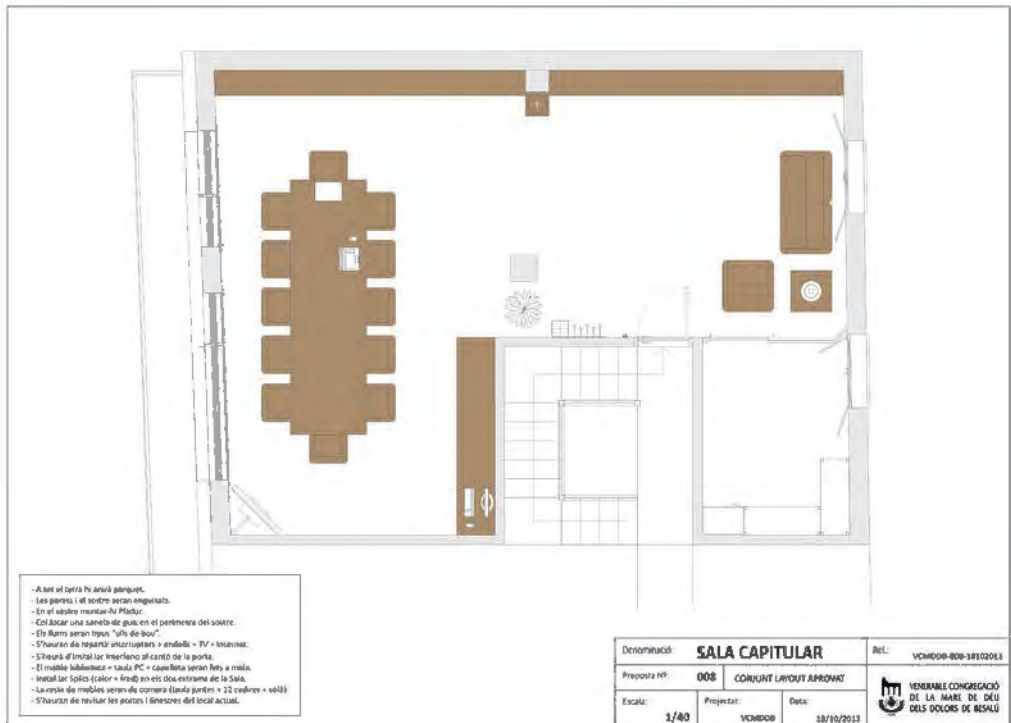 - A tot el terra hi anirà parquet.
- Les parets i el sostre seran enguixats.
- En el sostre muntar-hi Pladur.
- Col.locar una sanefa de guix en el perímetre del sostre.
- Els llums seran tipus "ulls de bou".
- S'hauran de repartir interruptors + endolls + TV + Internet.
- S'haurà d'instal.lar interfono al cantó de la porta.
- El moble biblioteca + taula PC + capelleta seran fets a mida.
- Instal.lar Splits (calor + fred) en els dos extrems de la Sala.
- La resta de mobles seran de compra (taula juntes + 12 cadires + sofà)
- S'hauran de revisar les portes i finestres del local actual.
Denominació: SALA CAPITULAR
Ref.: VCMDDB-008-18102013
Proposta Nº: 008 CONJUNT LAYOUT APROVAT
Escala: 1/40
Projectat: VCMDDB
Data: 18/10/2013
VENERABLE CONGREGACIÓ
DE LA MARE DE DÉU
DELS DOLORS DE BESALÚ